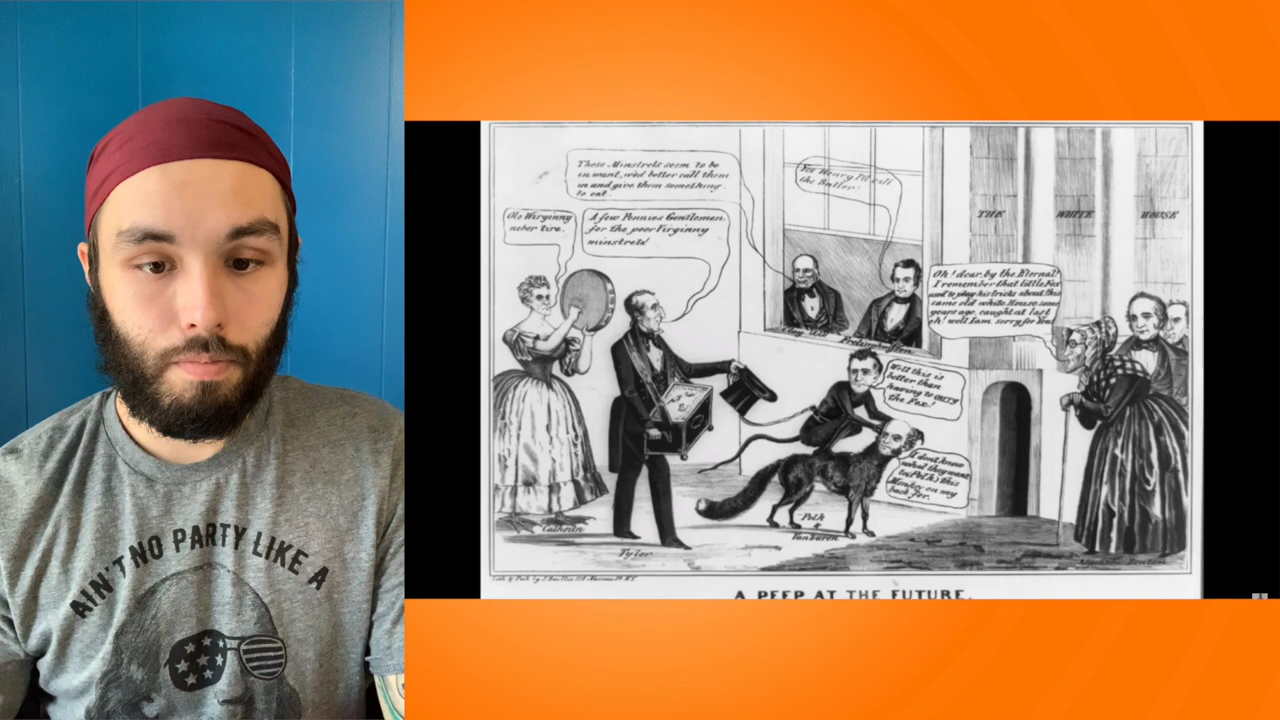 AIN'T NO PARTY LIKE A
These Minstrels seem to be
in want, we'd better call them
in and give them something
to eat.
For Henry I'll call
the Butler!
THE WHITE HOUSE
Ole Wirginny
neber tire.
A few Pennies Gentlemen
for the poor Virginny
minstrels!
Oh! dear, by the Eternal!
I remember that little Fox
used to play his tricks about this
same old white House some
years ago, caught at last
eh! well I am sorry for You
Frelinghuysen
Well this is
better than
having to carry
the Fox!
I don't know
what they want
to (Polk) this
Monkey on my
back for.
Calhoun
Tyler
Polk
&
Vanburen
A PEEP AT THE FUTURE.